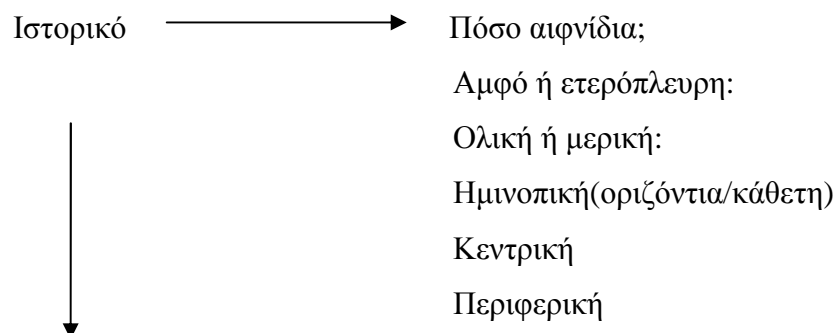 Ιστορικό Πόσο αιφνίδια;
Αμφό ή ετερόπλευρη:
Ολική ή μερική:
Ημινοπική(οριζόντια/κάθετη)
Κεντρική
Περιφερική